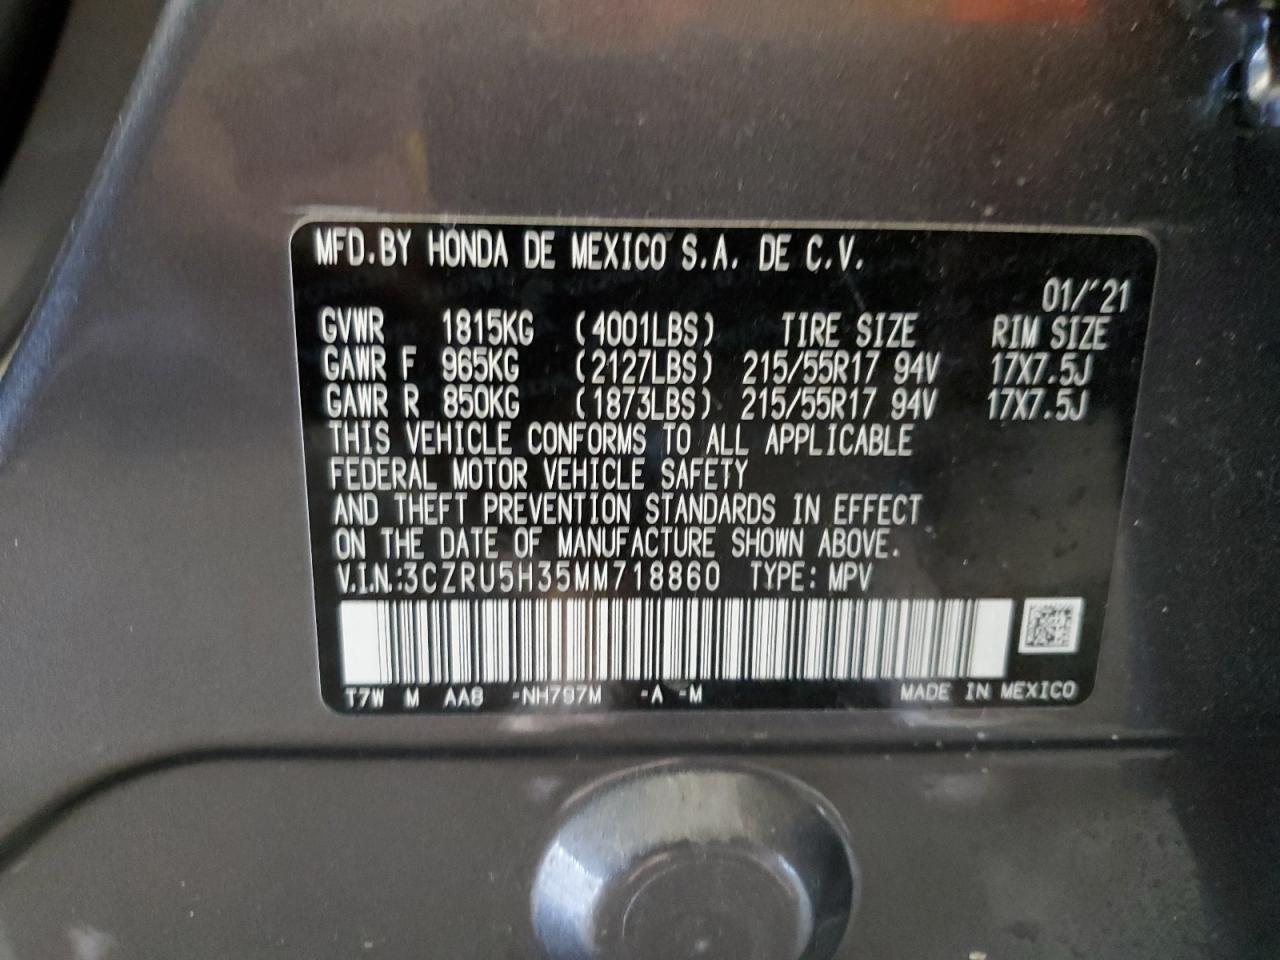 MFD.BY HONDA DE MEXICO S.A. DE C.V.
01/'21
GVWR 1815KG (4001LBS) TIRE SIZE RIM SIZE
GAWR F 965KG (2127LBS) 215/55R17 94V 17X7.5J
GAWR R 850KG (1873LBS) 215/55R17 94V 17X7.5J
THIS VEHICLE CONFORMS TO ALL APPLICABLE
FEDERAL MOTOR VEHICLE SAFETY
AND THEFT PREVENTION STANDARDS IN EFFECT
ON THE DATE OF MANUFACTURE SHOWN ABOVE.
V.I.N.:3CZRU5H35MM718860 TYPE: MPV
T7W M AA8 -NH797M -A -M MADE IN MEXICO